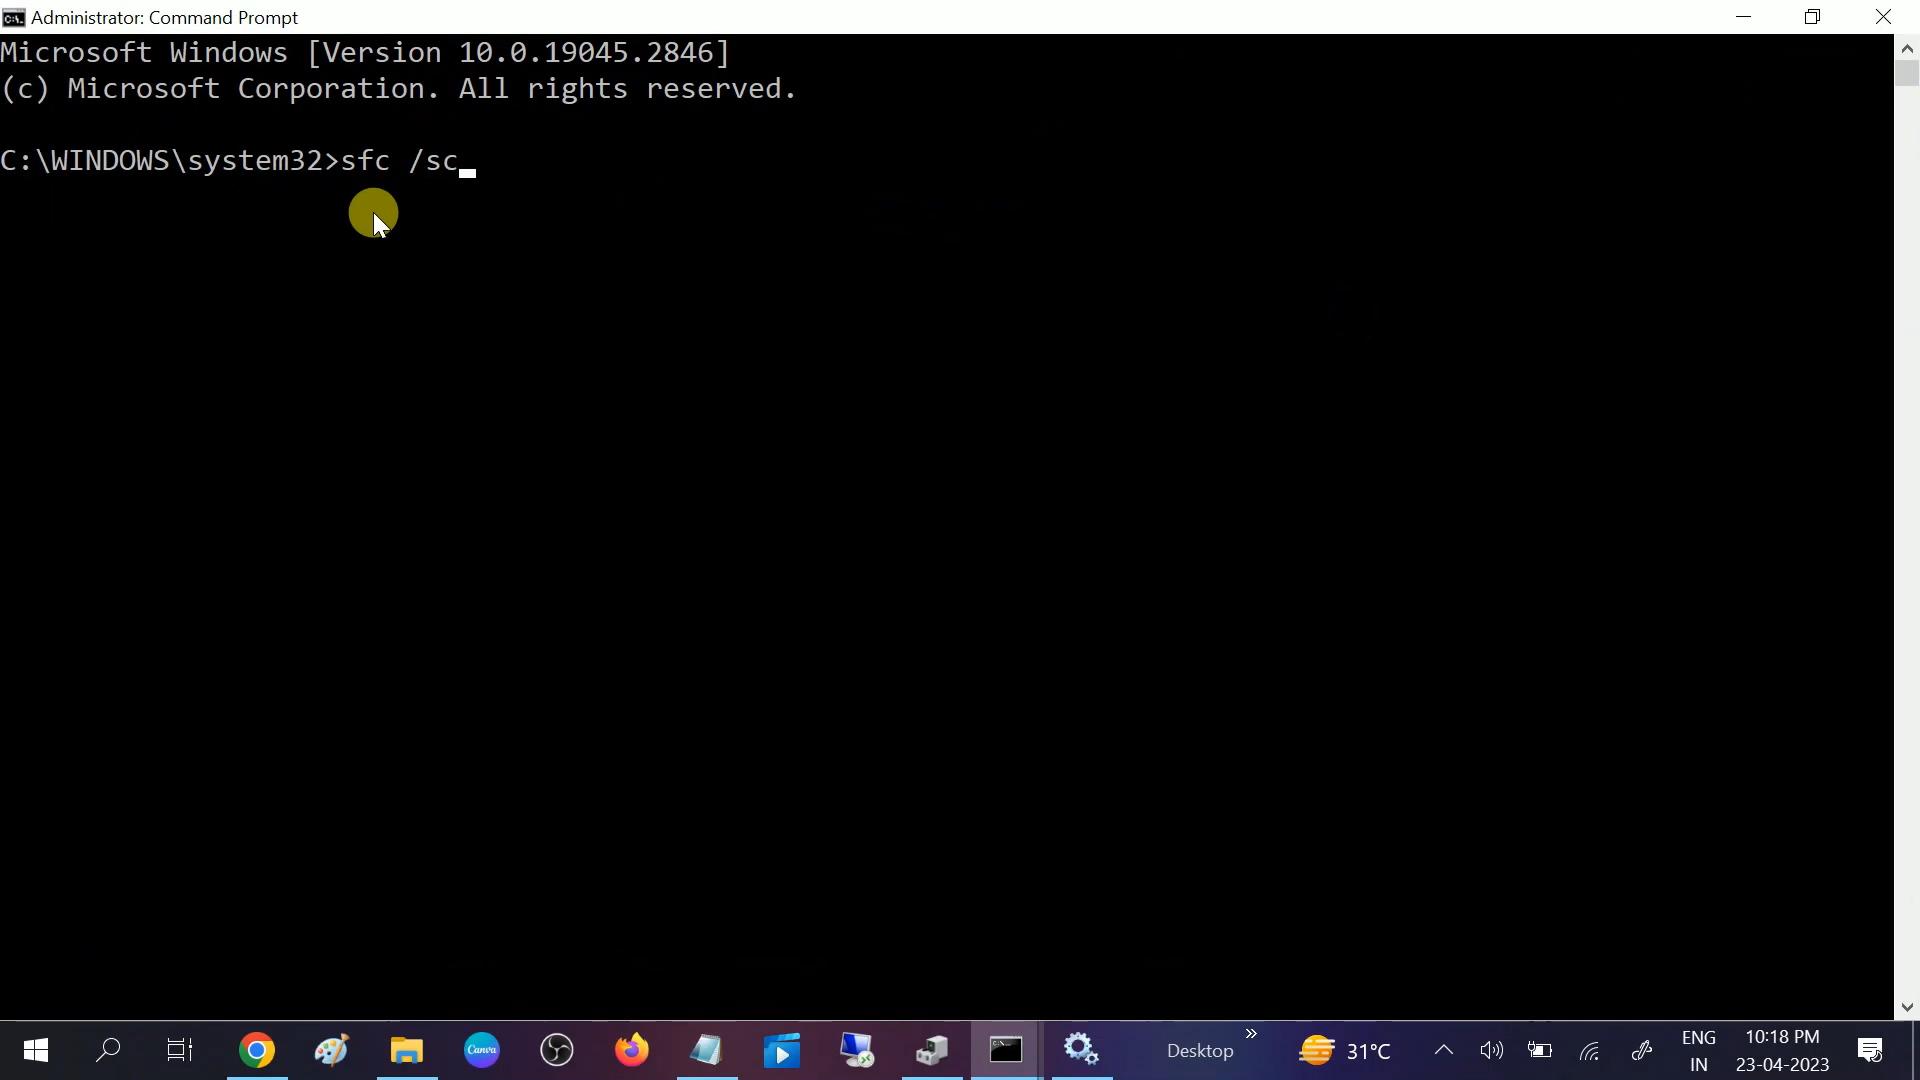 Administrator: Command Prompt
Microsoft Windows [Version 10.0.19045.2846]
(c) Microsoft Corporation. All rights reserved.
C:\WINDOWS\system32>sfc /sc
Canva
Desktop
31°C
ENG
IN
10:18 PM
23-04-2023